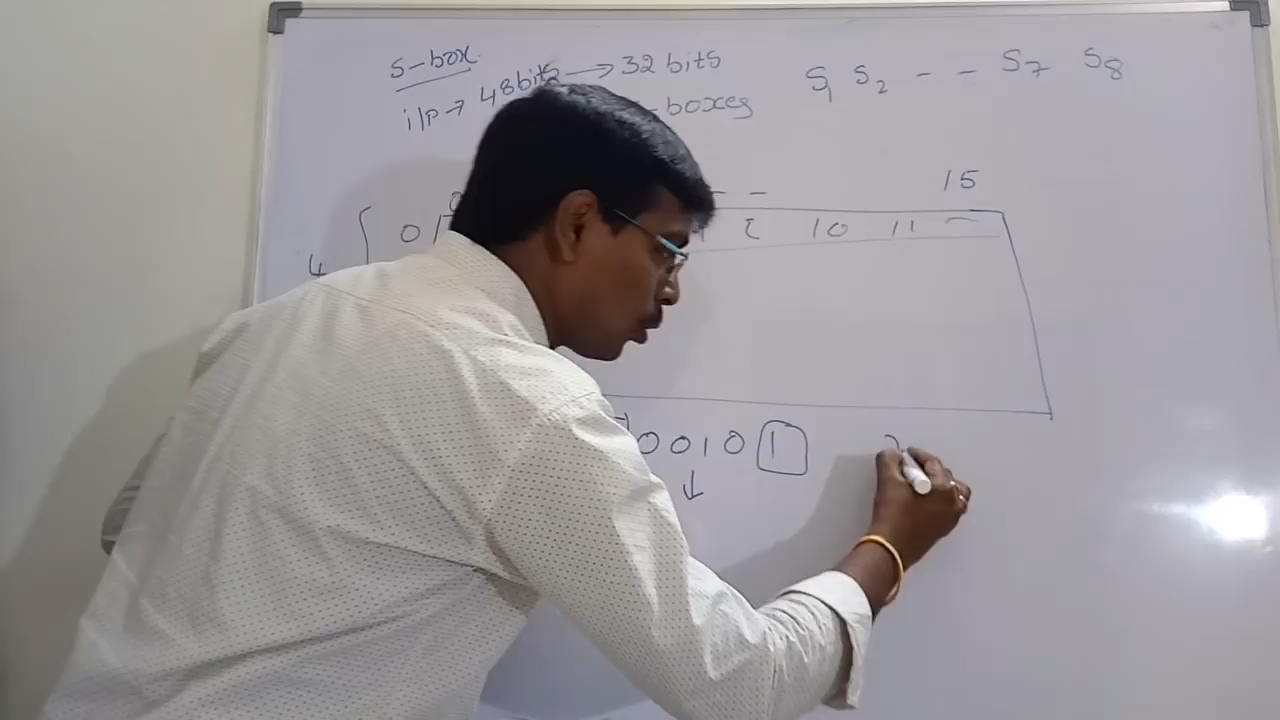 S-box
i/p → 48 bits → 32 bits
boxes
S1 S2 - - S7 S8
- - 15
0 10 11
4
0 0 1 0 1
↓